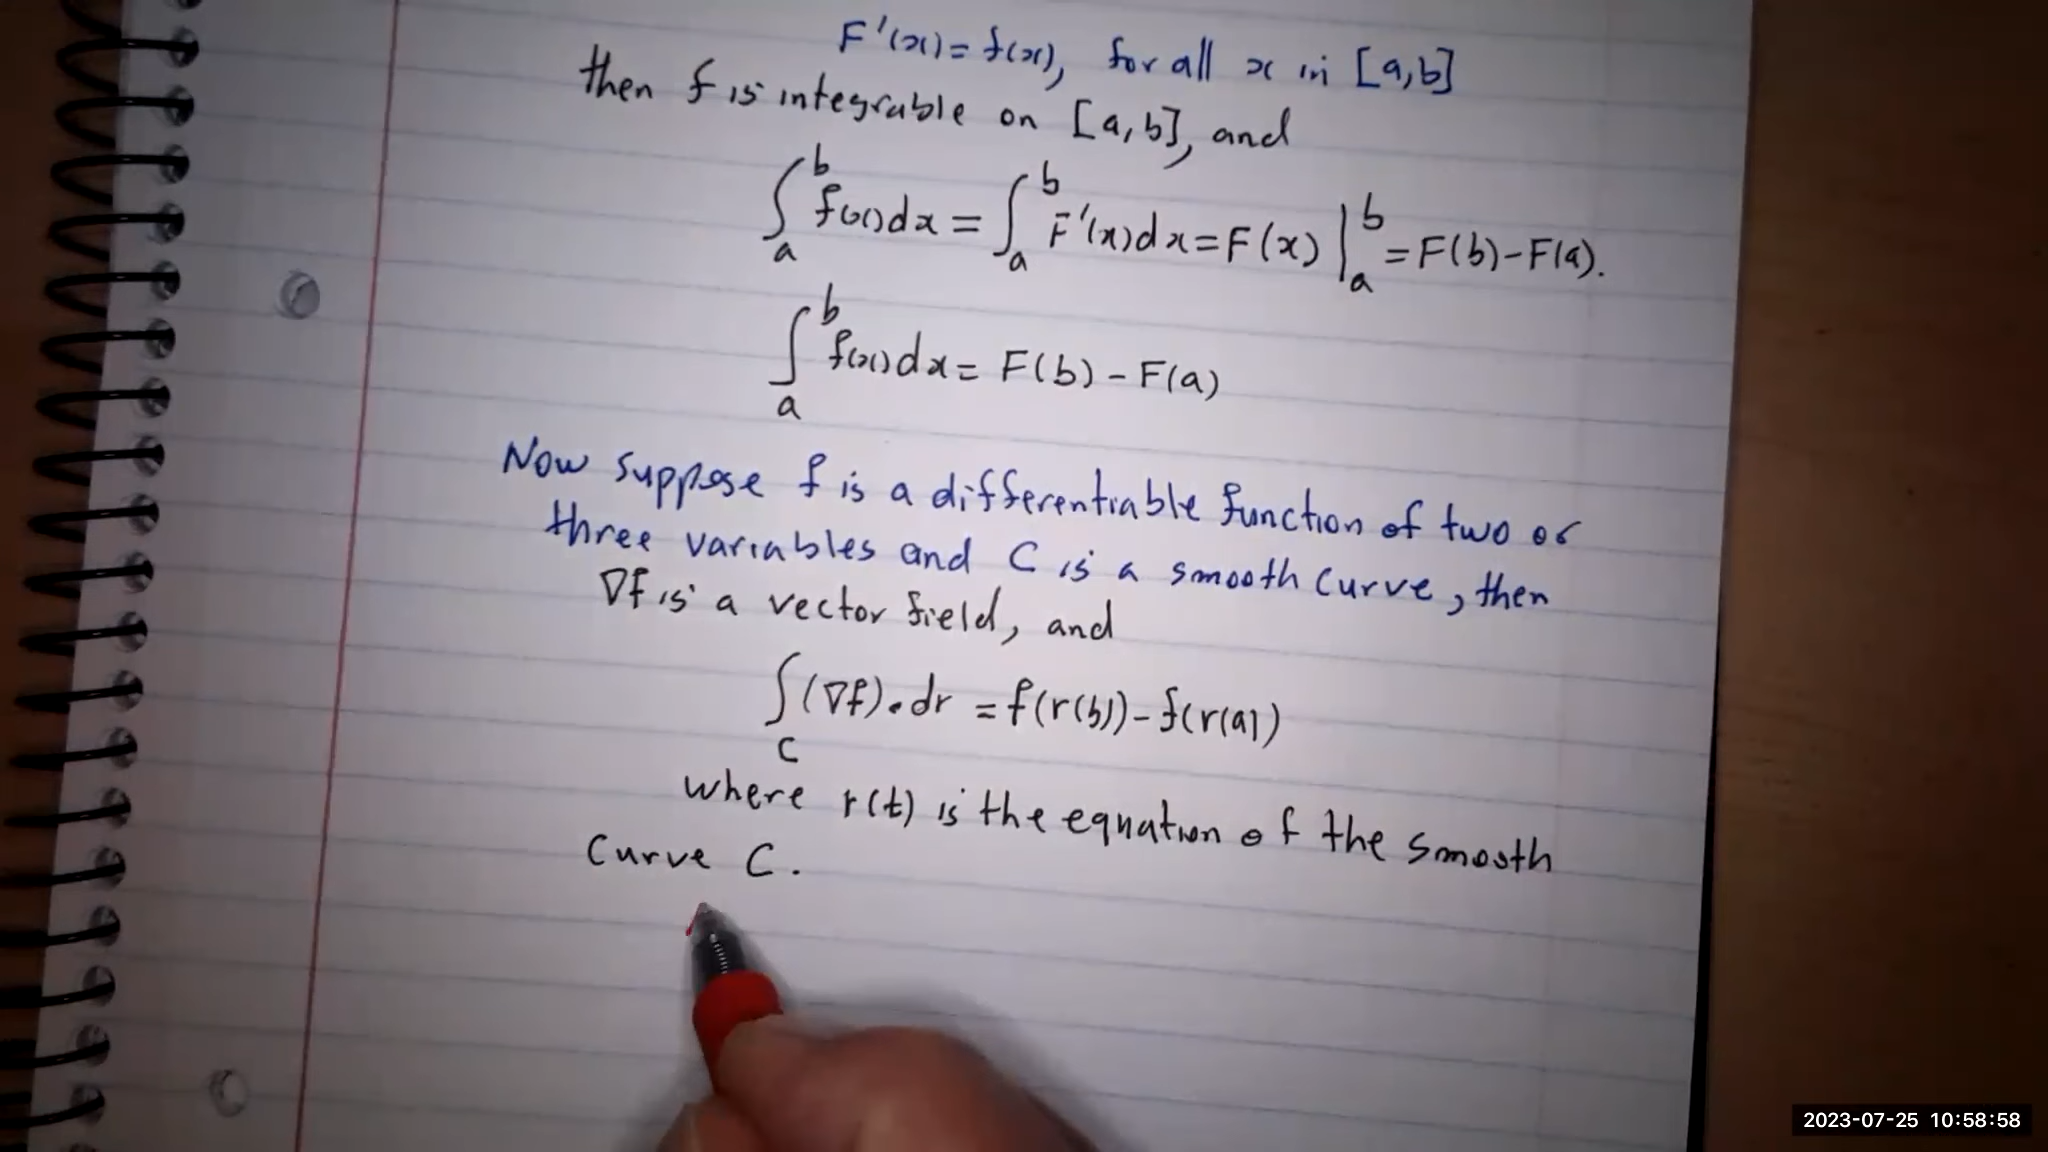 F'(x) = f(x), for all x in [a,b]
then f is integrable on [a,b], and
∫_a^b f(x)dx = ∫_a^b F'(x)dx = F(x) |_a^b = F(b)-F(a).
∫_a^b f(x)dx = F(b) - F(a)
Now suppose f is a differentiable function of two or
three variables and C is a smooth curve, then
∇f is a vector field, and
∫_C (∇f)•dr = f(r(b)) - f(r(a))
where r(t) is the equation of the smooth
curve C.
2023-07-25 10:58:58